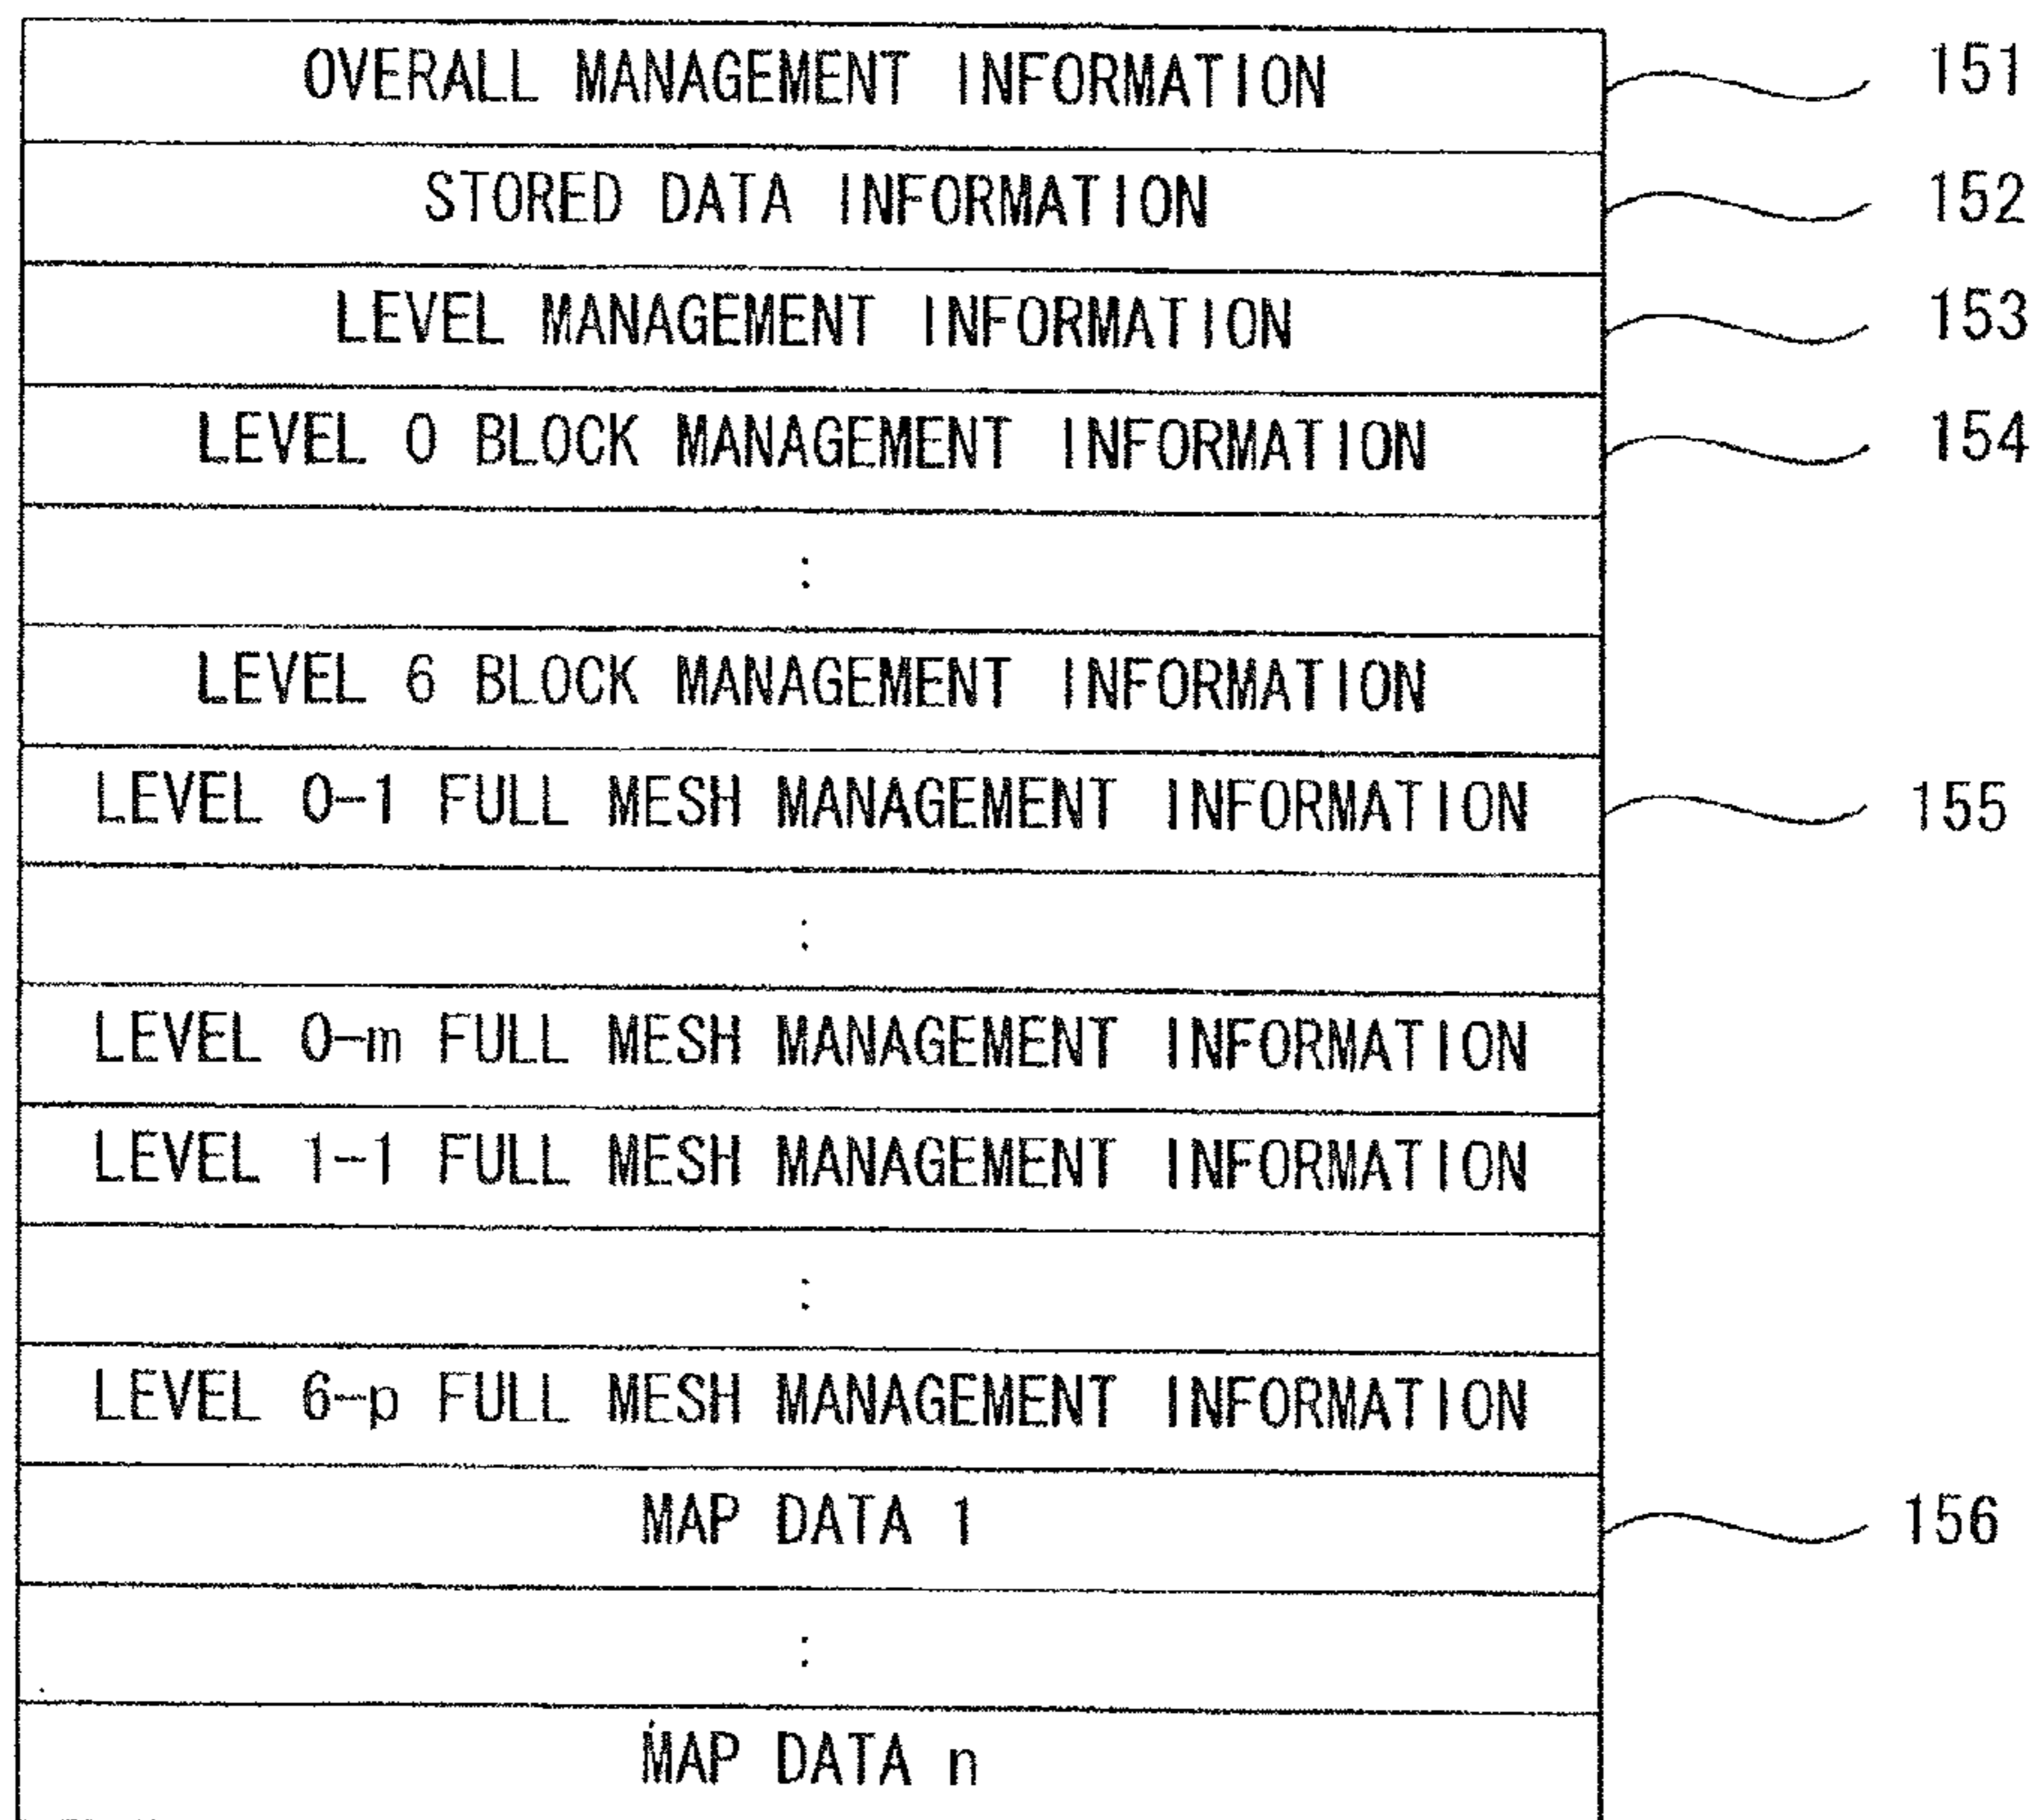 OVERALL MANAGEMENT INFORMATION 151
STORED DATA INFORMATION 152
LEVEL MANAGEMENT INFORMATION 153
LEVEL 0 BLOCK MANAGEMENT INFORMATION 154
:
LEVEL 6 BLOCK MANAGEMENT INFORMATION
LEVEL 0-1 FULL MESH MANAGEMENT INFORMATION 155
:
LEVEL 0-m FULL MESH MANAGEMENT INFORMATION
LEVEL 1-1 FULL MESH MANAGEMENT INFORMATION
:
LEVEL 6-p FULL MESH MANAGEMENT INFORMATION
MAP DATA 1 156
:
MAP DATA n